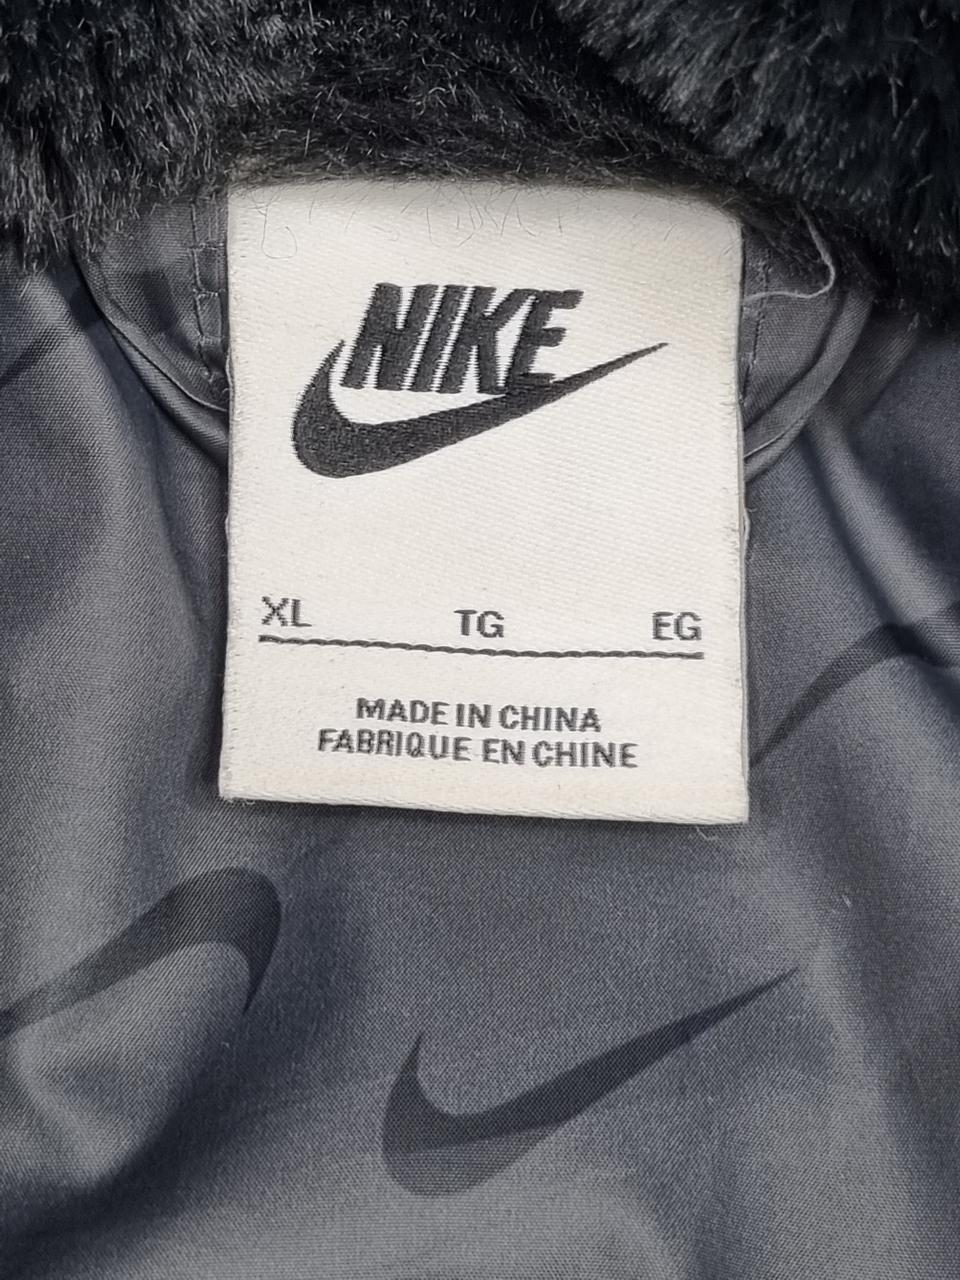 NIKE
XL TG EG
MADE IN CHINA
FABRIQUE EN CHINE